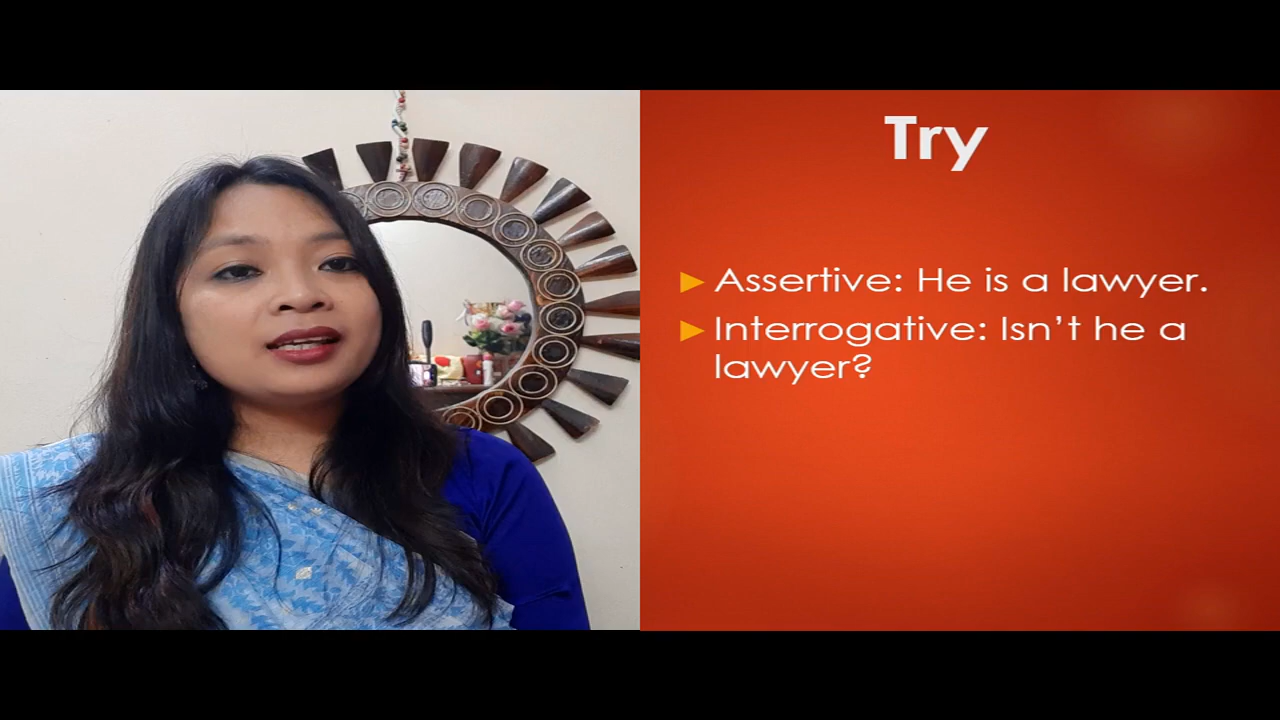 Try
Assertive: He is a lawyer.
Interrogative: Isn’t he a
lawyer?